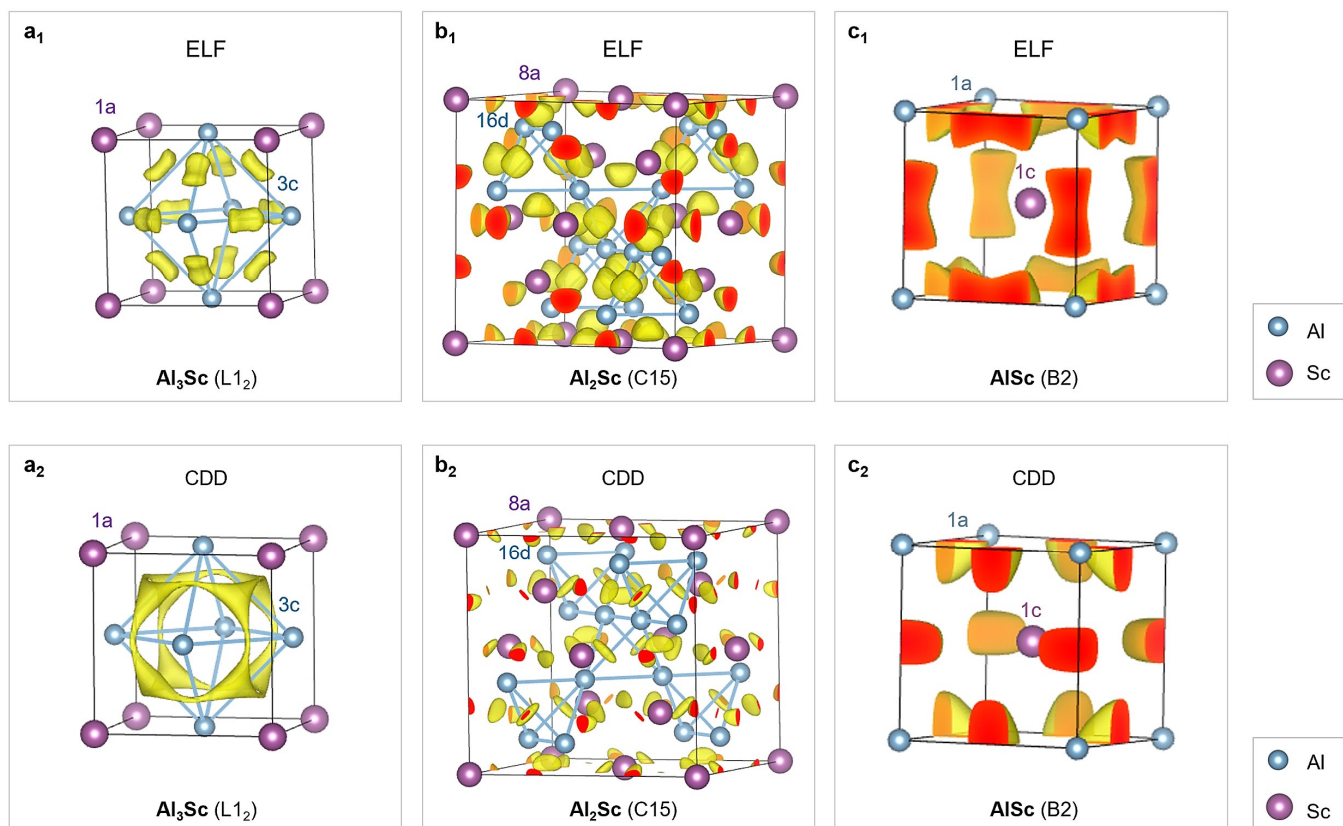 a₁
ELF
1a
3c
Al₃Sc (L1₂)
b₁
ELF
8a
16d
Al₂Sc (C15)
c₁
ELF
1a
1c
AlSc (B2)
Al
Sc
a₂
CDD
1a
3c
Al₃Sc (L1₂)
b₂
CDD
8a
16d
Al₂Sc (C15)
c₂
CDD
1a
1c
AlSc (B2)
Al
Sc